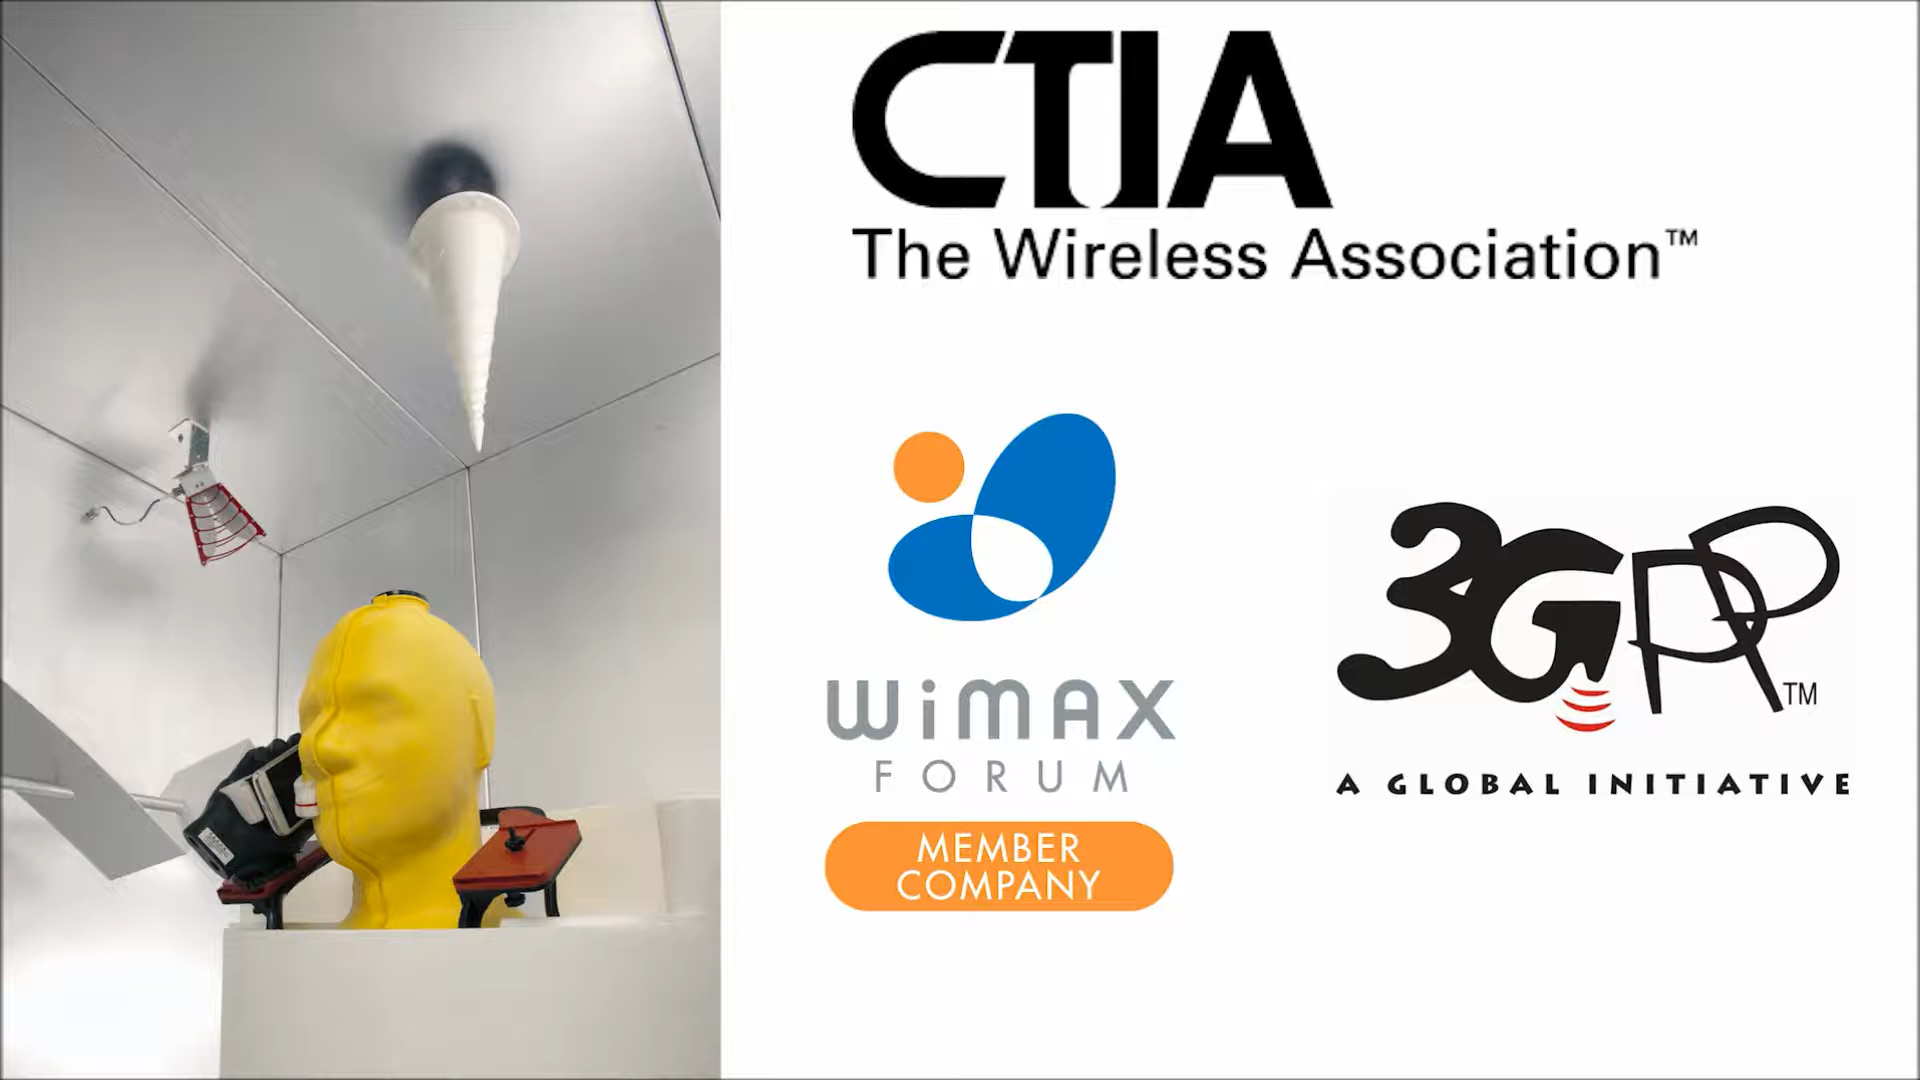 CTIA
The Wireless Association™
WiMAX
FORUM
MEMBER
COMPANY
3GPP™
A GLOBAL INITIATIVE